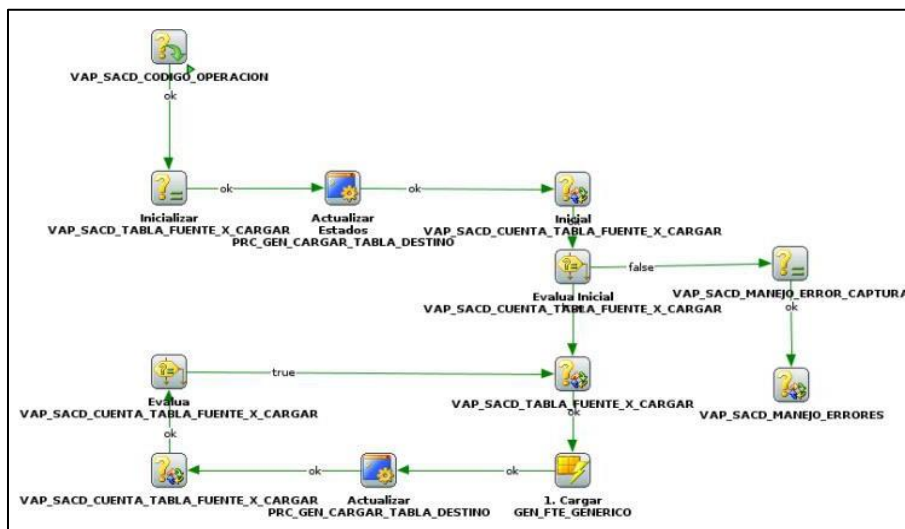 VAP_SACD_CODIGO_OPERACION
ok
Inicializar
VAP_SACD_TABLA_FUENTE_X_CARGAR
ok
Actualizar
Estados
PRC_GEN_CARGAR_TABLA_DESTINO
ok
Inicial
VAP_SACD_CUENTA_TABLA_FUENTE_X_CARGAR
Evalua Inicial
VAP_SACD_CUENTA_TABLA_FUENTE_X_CARGAR
false
VAP_SACD_MANEJO_ERROR_CAPTURA
ok
VAP_SACD_MANEJO_ERRORES
Evalua
VAP_SACD_CUENTA_TABLA_FUENTE_X_CARGAR
true
VAP_SACD_TABLA_FUENTE_X_CARGAR
ok
1. Cargar
GEN_FTE_GENERICO
ok
Actualizar
PRC_GEN_CARGAR_TABLA_DESTINO
ok
VAP_SACD_CUENTA_TABLA_FUENTE_X_CARGAR
ok